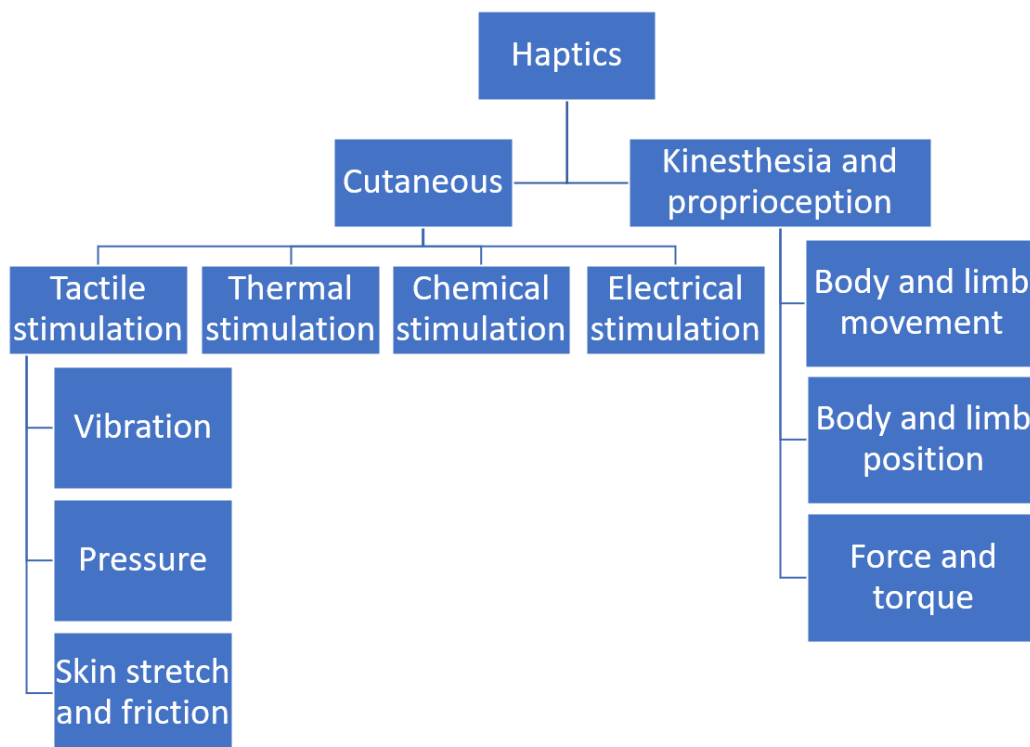 Haptics
Cutaneous
Kinesthesia and
proprioception
Tactile
stimulation
Thermal
stimulation
Chemical
stimulation
Electrical
stimulation
Body and limb
movement
Vibration
Body and limb
position
Pressure
Force and
torque
Skin stretch
and friction